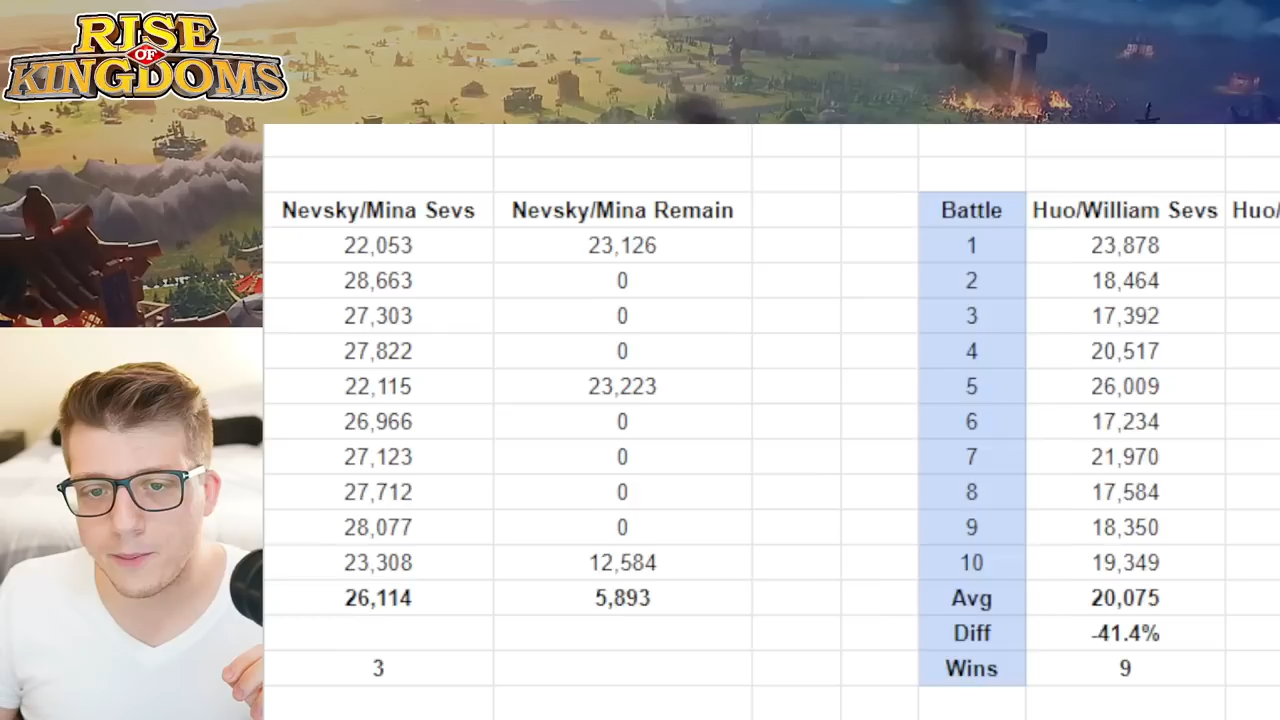 RISE
OF
KINGDOMS
Nevsky/Mina Sevs Nevsky/Mina Remain Battle Huo/William Sevs Huo/
22,053 23,126 1 23,878
28,663 0 2 18,464
27,303 0 3 17,392
27,822 0 4 20,517
22,115 23,223 5 26,009
26,966 0 6 17,234
27,123 0 7 21,970
27,712 0 8 17,584
28,077 0 9 18,350
23,308 12,584 10 19,349
26,114 5,893 Avg 20,075
Diff -41.4%
3 Wins 9